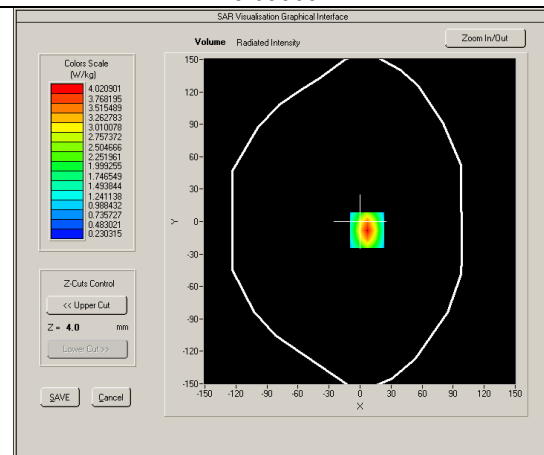 SAR Visualisation Graphical Interface
Volume Radiated Intensity
Zoom In/Out
Colors Scale
(W/kg)
4.020901
3.768195
3.515489
3.262783
3.010078
2.757372
2.504666
2.251961
1.999255
1.746549
1.493844
1.241138
0.988432
0.735727
0.483021
0.230315
Z-Cuts Control
<< Upper Cut
Z = 4.0 mm
Lower Cut >>
SAVE Cancel
150
120
90
60
30
0
-30
-60
-90
-120
-150
Y
-150 -120 -90 -60 -30 0 30 60 90 120 150
X